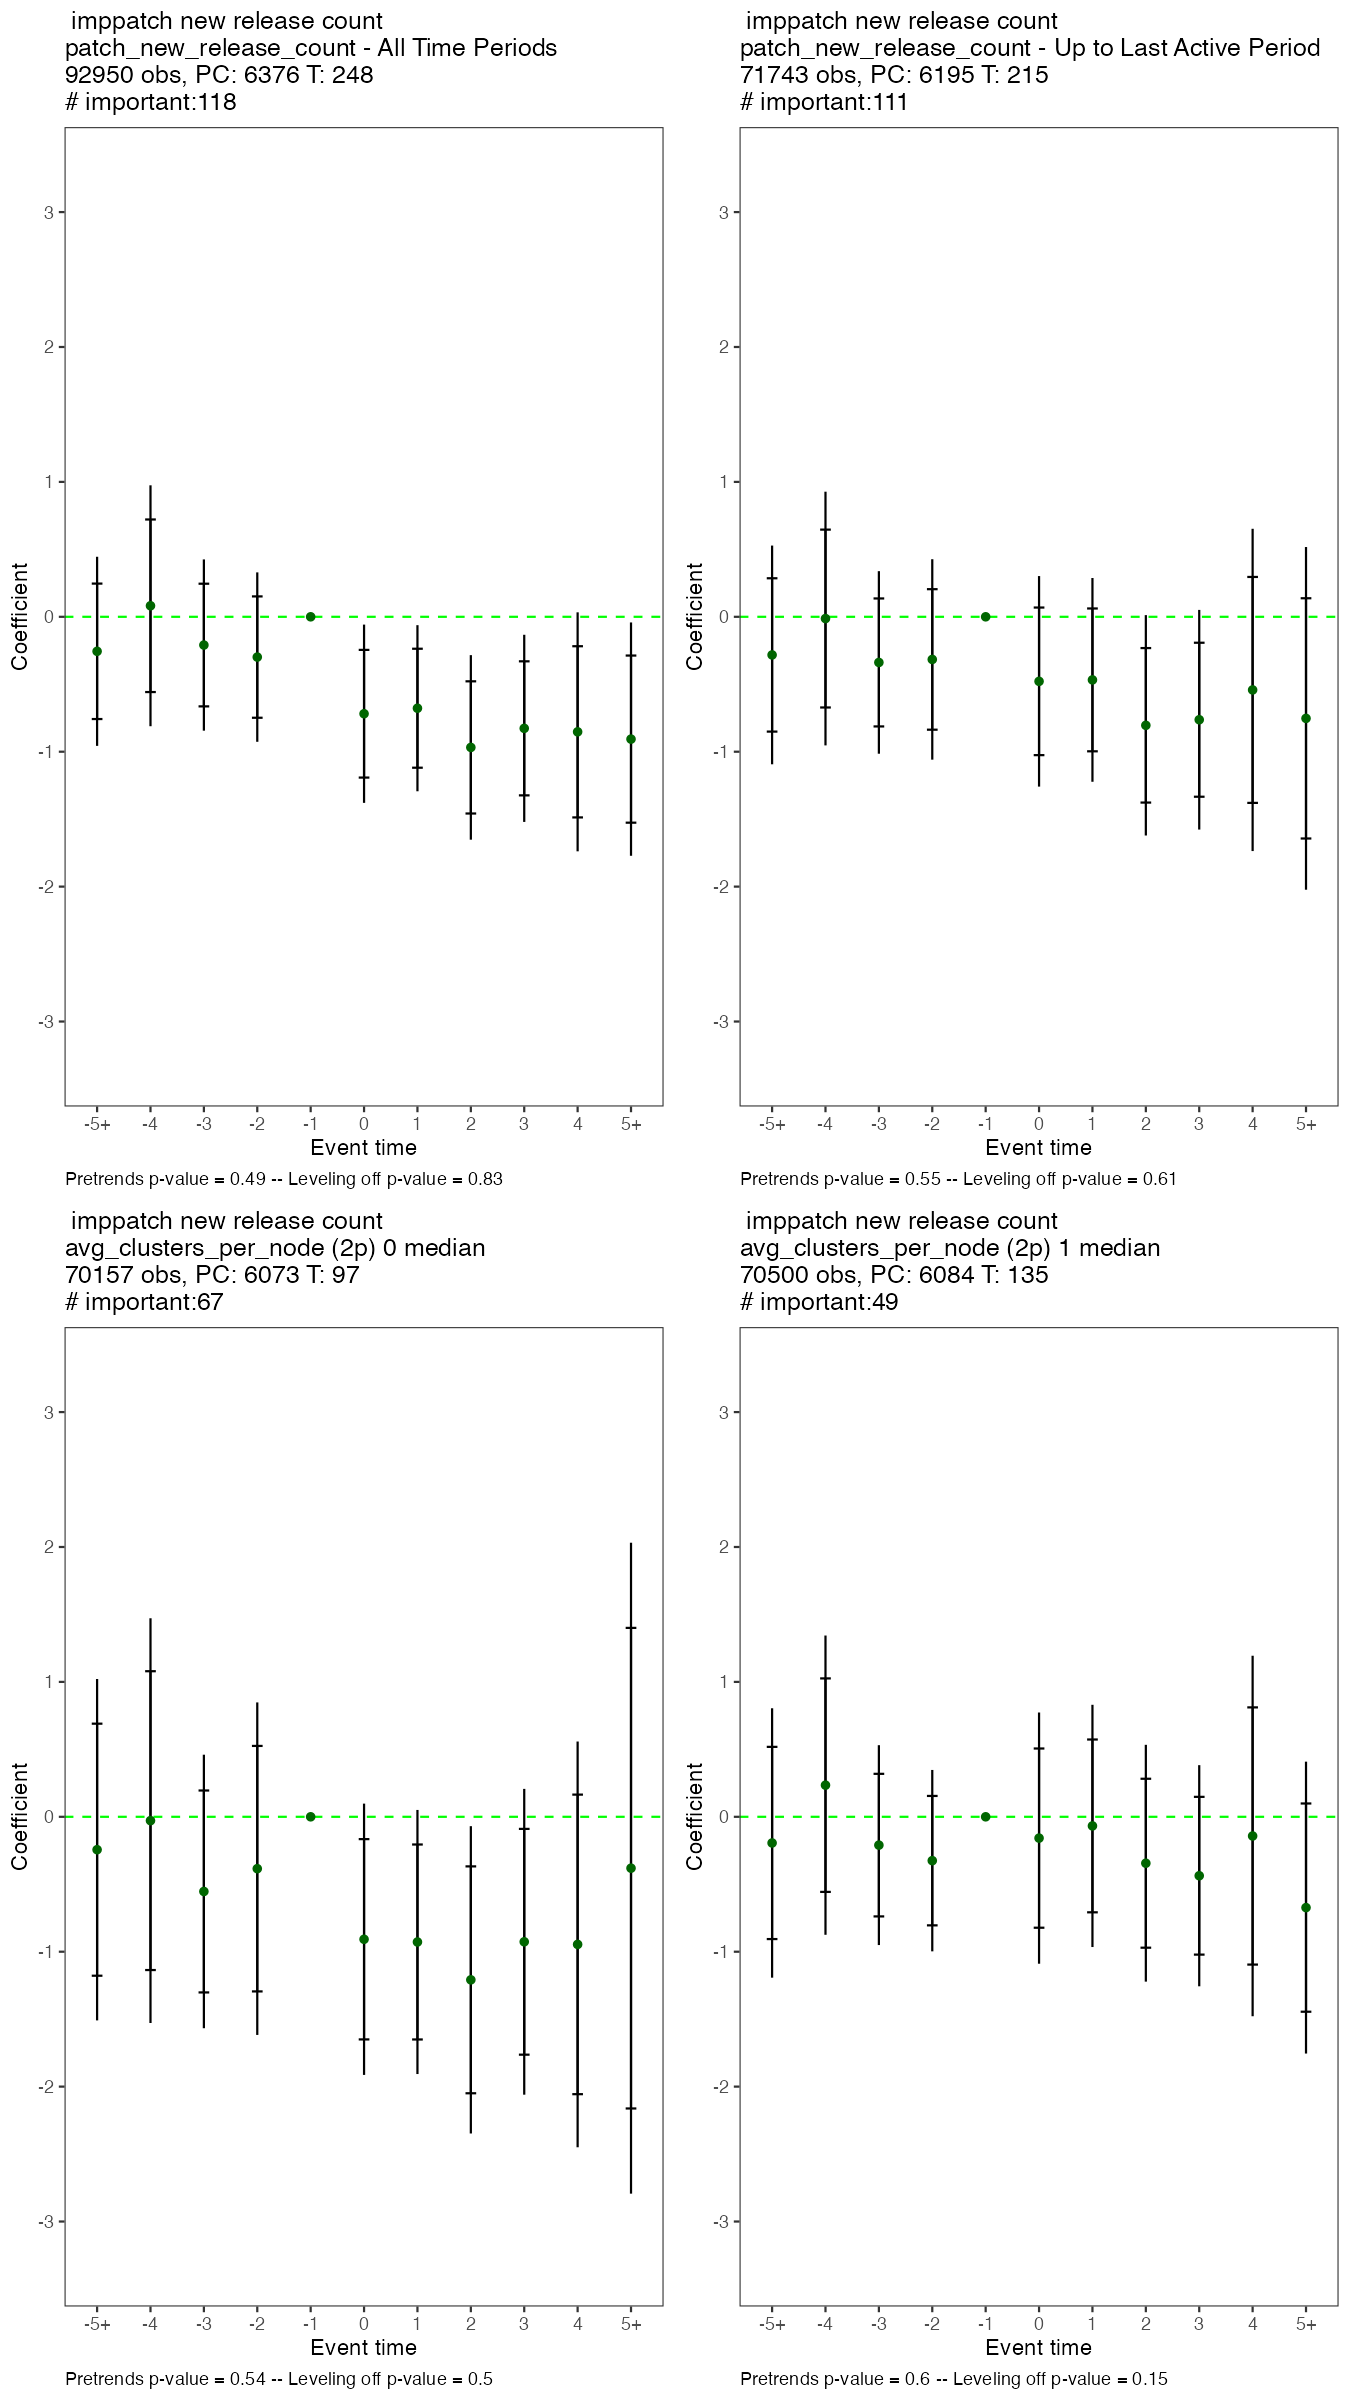 imppatch new release count
patch_new_release_count - All Time Periods
92950 obs, PC: 6376 T: 248
# important:118
3
2
1
0
-1
-2
-3
Coefficient
-5+ -4 -3 -2 -1 0 1 2 3 4 5+
Event time
Pretrends p-value = 0.49 -- Leveling off p-value = 0.83
imppatch new release count
patch_new_release_count - Up to Last Active Period
71743 obs, PC: 6195 T: 215
# important:111
3
2
1
0
-1
-2
-3
Coefficient
-5+ -4 -3 -2 -1 0 1 2 3 4 5+
Event time
Pretrends p-value = 0.55 -- Leveling off p-value = 0.61
imppatch new release count
avg_clusters_per_node (2p) 0 median
70157 obs, PC: 6073 T: 97
# important:67
3
2
1
0
-1
-2
-3
Coefficient
-5+ -4 -3 -2 -1 0 1 2 3 4 5+
Event time
Pretrends p-value = 0.54 -- Leveling off p-value = 0.5
imppatch new release count
avg_clusters_per_node (2p) 1 median
70500 obs, PC: 6084 T: 135
# important:49
3
2
1
0
-1
-2
-3
Coefficient
-5+ -4 -3 -2 -1 0 1 2 3 4 5+
Event time
Pretrends p-value = 0.6 -- Leveling off p-value = 0.15